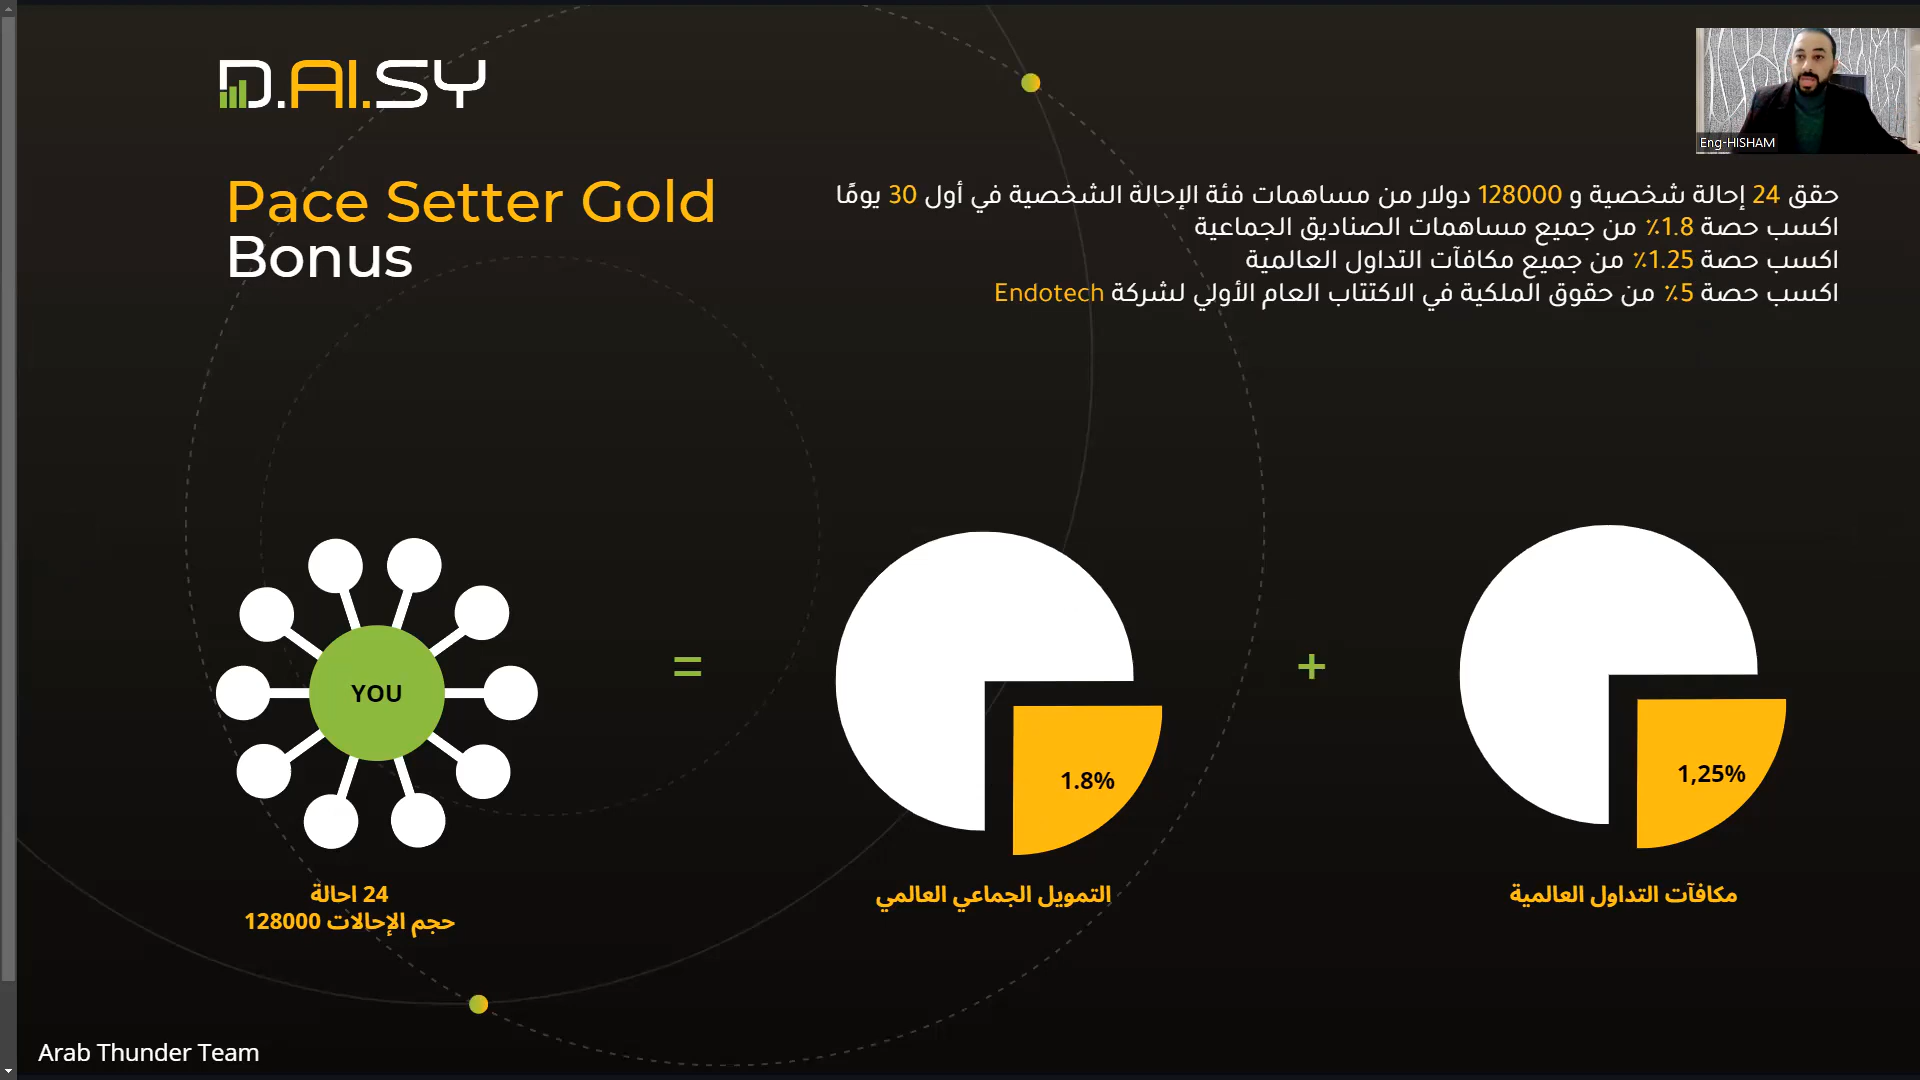 D.AI.SY
Eng-HISHAM
Pace Setter Gold
Bonus
حقق 24 إحالة شخصية و 128000 دولار من مساهمات فئة الإحالة الشخصية في أول 30 يومًا
اكسب حصة 1.8٪ من جميع مساهمات الصناديق الجماعية
اكسب حصة 1.25٪ من جميع مكافآت التداول العالمية
اكسب حصة 5٪ من حقوق الملكية في الاكتتاب العام الأولي لشركة Endotech
YOU
=
1.8%
+
1,25%
24 احالة
حجم الإحالات 128000
التمويل الجماعي العالمي
مكافآت التداول العالمية
Arab Thunder Team